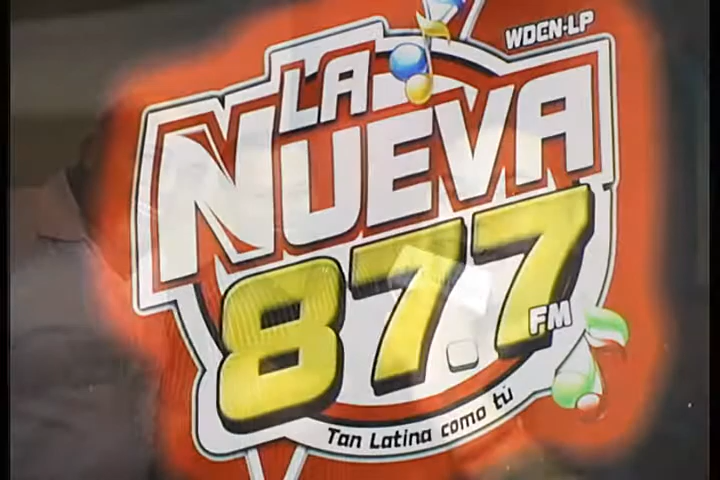 WDCN-LP
LA
NUEVA
87.7
FM
Tan Latina como tú